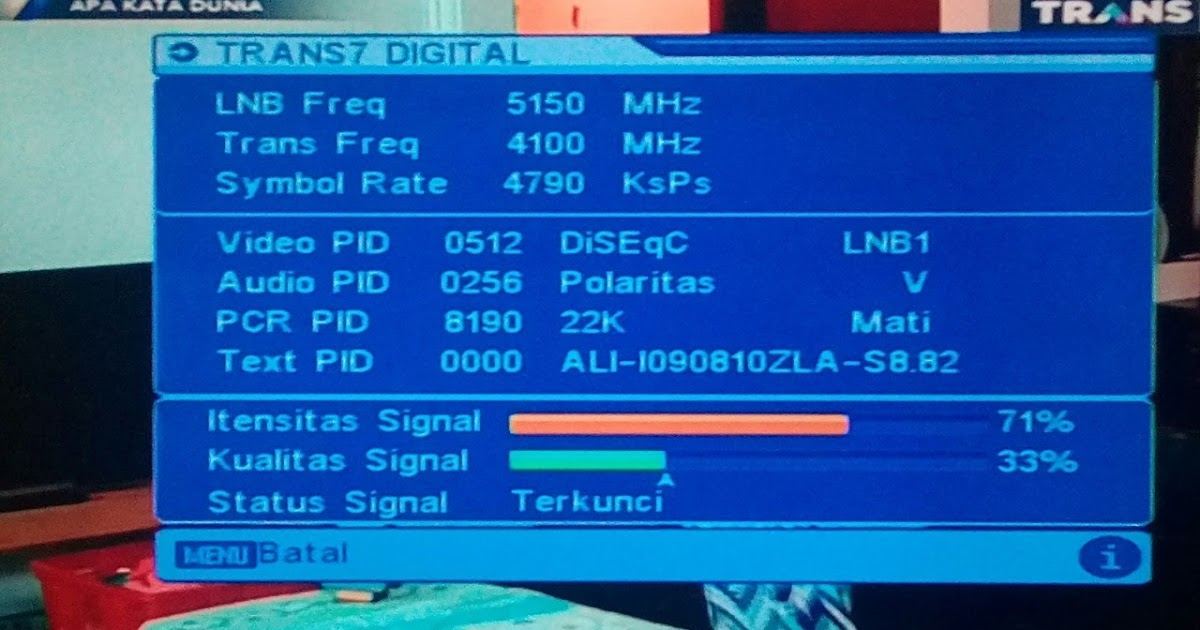 APA KATA DUNIA
TRANS
TRANS7 DIGITAL
LNB Freq 5150 MHz
Trans Freq 4100 MHz
Symbol Rate 4790 KsPs
Video PID 0512 DiSEqC LNB1
Audio PID 0256 Polaritas V
PCR PID 8190 22K Mati
Text PID 0000 ALI-I090810ZLA-S8.82
Itensitas Signal 71%
Kualitas Signal 33%
Status Signal Terkunci
MENU Batal i